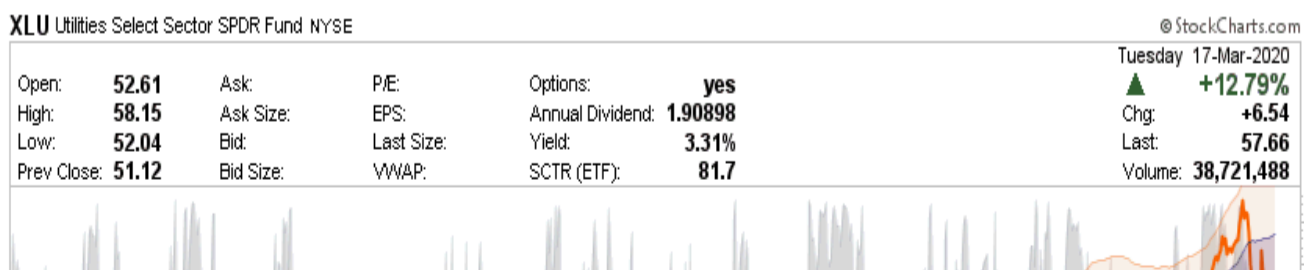 XLU Utilities Select Sector SPDR Fund NYSE © StockCharts.com
Tuesday 17-Mar-2020
Open: 52.61 Ask: P/E: Options: yes ▲ +12.79%
High: 58.15 Ask Size: EPS: Annual Dividend: 1.90898 Chg: +6.54
Low: 52.04 Bid: Last Size: Yield: 3.31% Last: 57.66
Prev Close: 51.12 Bid Size: VWAP: SCTR (ETF): 81.7 Volume: 38,721,488